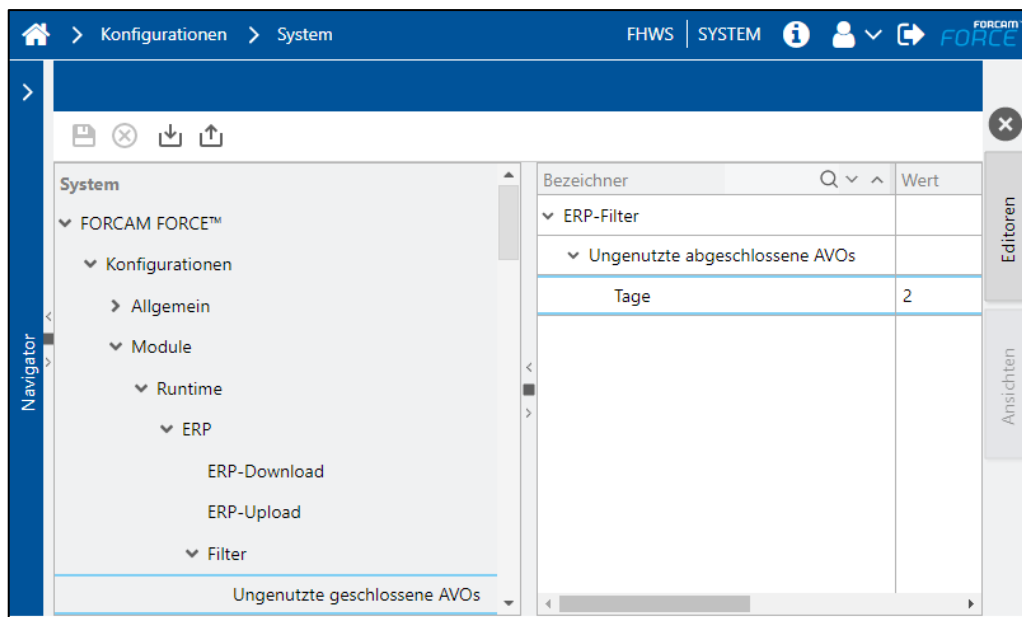 Konfigurationen System FHWS SYSTEM FORCAM FORCE
Navigator
System
FORCAM FORCE™
Konfigurationen
Allgemein
Module
Runtime
ERP
ERP-Download
ERP-Upload
Filter
Ungenutzte geschlossene AVOs
Bezeichner Wert
ERP-Filter
Ungenutzte abgeschlossene AVOs
Tage 2
Editoren
Ansichten